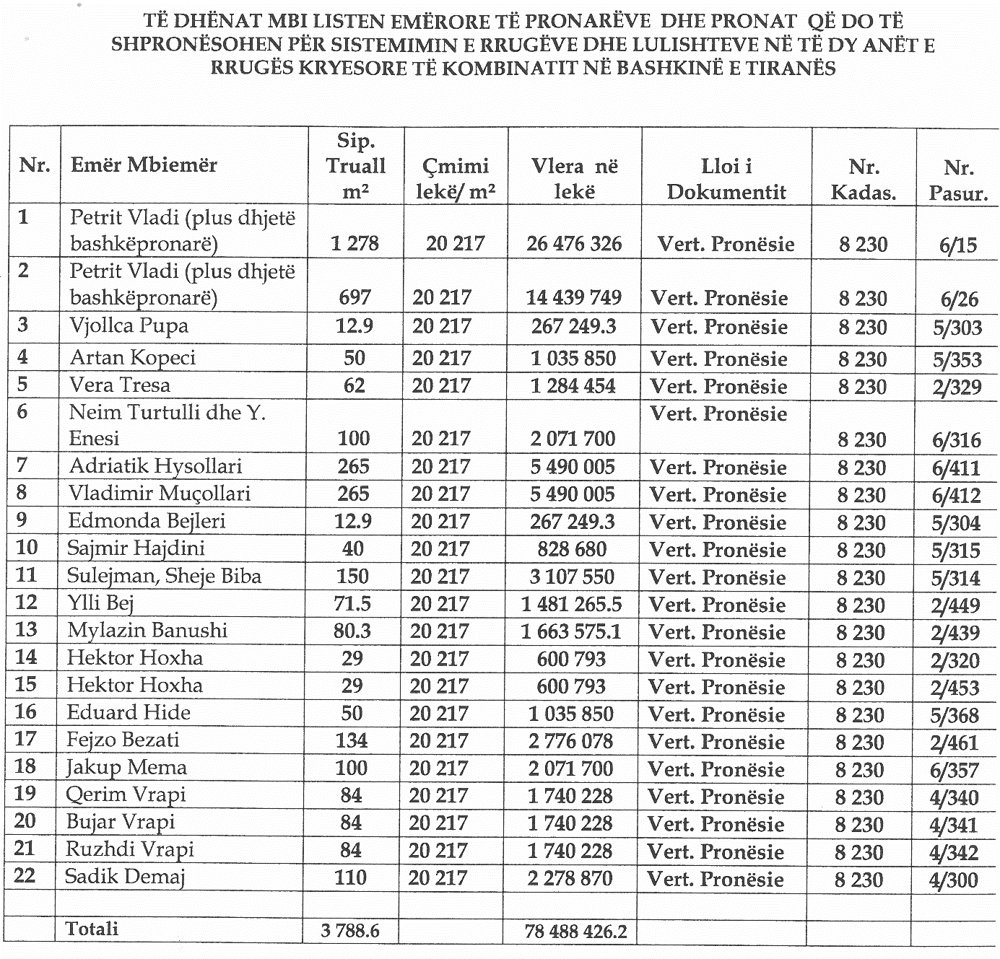 TË DHËNAT MBI LISTEN EMËRORE TË PRONARËVE DHE PRONAT QË DO TË
SHPRONËSOHEN PËR SISTEMIMIN E RRUGËVE DHE LULISHTEVE NË TË DY ANËT E
RRUGËS KRYESORE TË KOMBINATIT NË BASHKINË E TIRANËS
Nr. Emër Mbiemër Sip. Truall m² Çmimi lekë/ m² Vlera në lekë Lloi i Dokumentit Nr. Kadas. Nr. Pasur.
1 Petrit Vladi (plus dhjetë
bashkëpronarë) 1 278 20 217 26 476 326 Vert. Pronësie 8 230 6/15
2 Petrit Vladi (plus dhjetë
bashkëpronarë) 697 20 217 14 439 749 Vert. Pronësie 8 230 6/26
3 Vjollca Pupa 12.9 20 217 267 249.3 Vert. Pronësie 8 230 5/303
4 Artan Kopeci 50 20 217 1 035 850 Vert. Pronësie 8 230 5/353
5 Vera Tresa 62 20 217 1 284 454 Vert. Pronësie 8 230 2/329
6 Neim Turtulli dhe Y. Vert. Pronësie
Enesi 100 20 217 2 071 700 8 230 6/316
7 Adriatik Hysollari 265 20 217 5 490 005 Vert. Pronësie 8 230 6/411
8 Vladimir Muçollari 265 20 217 5 490 005 Vert. Pronësie 8 230 6/412
9 Edmonda Bejleri 12.9 20 217 267 249.3 Vert. Pronësie 8 230 5/304
10 Sajmir Hajdini 40 20 217 828 680 Vert. Pronësie 8 230 5/315
11 Sulejman, Sheje Biba 150 20 217 3 107 550 Vert. Pronësie 8 230 5/314
12 Ylli Bej 71.5 20 217 1 481 265.5 Vert. Pronësie 8 230 2/449
13 Mylazin Banushi 80.3 20 217 1 663 575.1 Vert. Pronësie 8 230 2/439
14 Hektor Hoxha 29 20 217 600 793 Vert. Pronësie 8 230 2/320
15 Hektor Hoxha 29 20 217 600 793 Vert. Pronësie 8 230 2/453
16 Eduard Hide 50 20 217 1 035 850 Vert. Pronësie 8 230 5/368
17 Fejzo Bezati 134 20 217 2 776 078 Vert. Pronësie 8 230 2/461
18 Jakup Mema 100 20 217 2 071 700 Vert. Pronësie 8 230 6/357
19 Qerim Vrapi 84 20 217 1 740 228 Vert. Pronësie 8 230 4/340
20 Bujar Vrapi 84 20 217 1 740 228 Vert. Pronësie 8 230 4/341
21 Ruzhdi Vrapi 84 20 217 1 740 228 Vert. Pronësie 8 230 4/342
22 Sadik Demaj 110 20 217 2 278 870 Vert. Pronësie 8 230 4/300
Totali 3 788.6 78 488 426.2